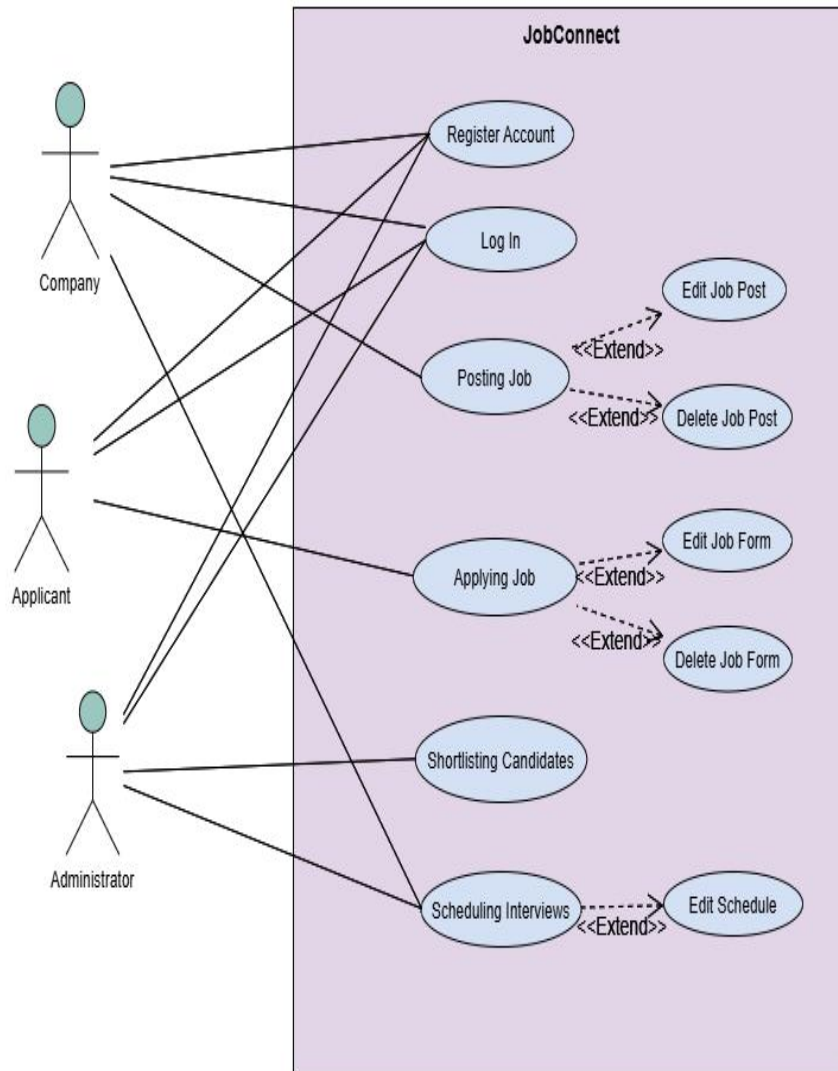 JobConnect
Register Account
Company
Log In
Edit Job Post
<<Extend>>
Posting Job
Delete Job Post
<<Extend>>
Applicant
Edit Job Form
Applying Job
<<Extend>>
<<Extend>>
Delete Job Form
Shortlisting Candidates
Administrator
Scheduling Interviews
Edit Schedule
<<Extend>>